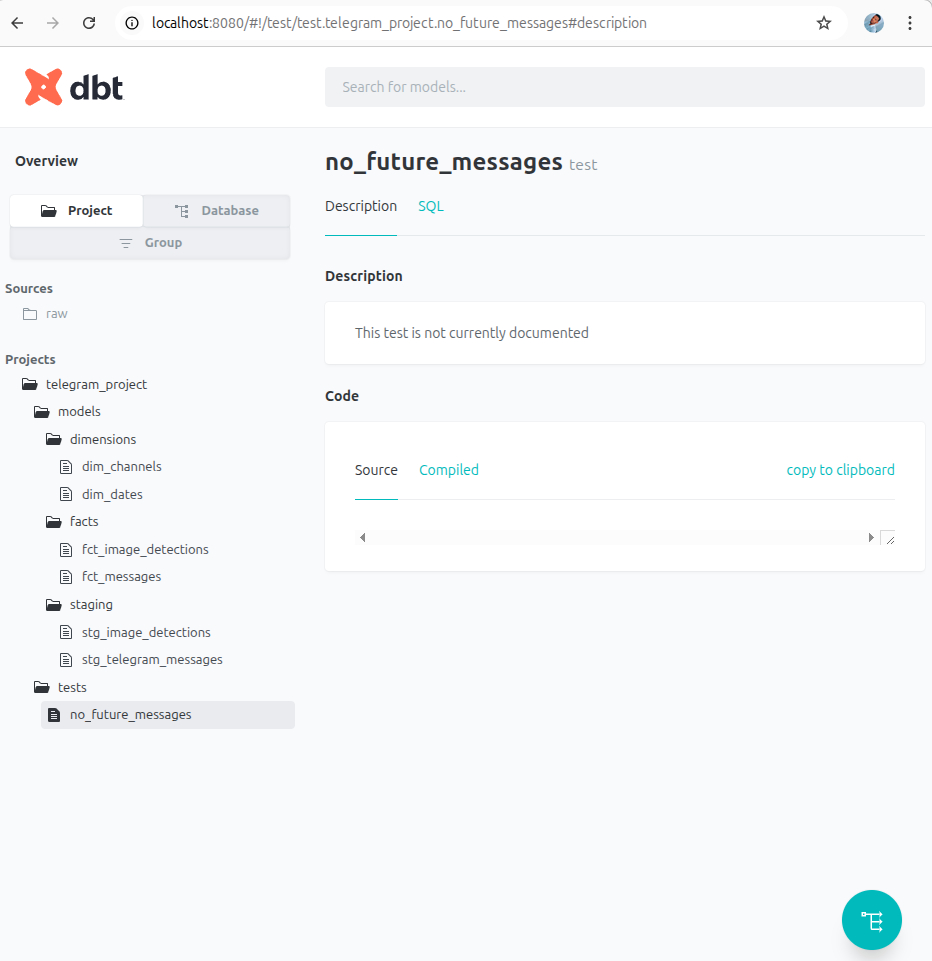 localhost:8080/#!/test/test.telegram_project.no_future_messages#description
dbt
Search for models...
Overview
Project
Database
Group
Sources
raw
Projects
telegram_project
models
dimensions
dim_channels
dim_dates
facts
fct_image_detections
fct_messages
staging
stg_image_detections
stg_telegram_messages
tests
no_future_messages
no_future_messages test
Description SQL
Description
This test is not currently documented
Code
Source Compiled copy to clipboard